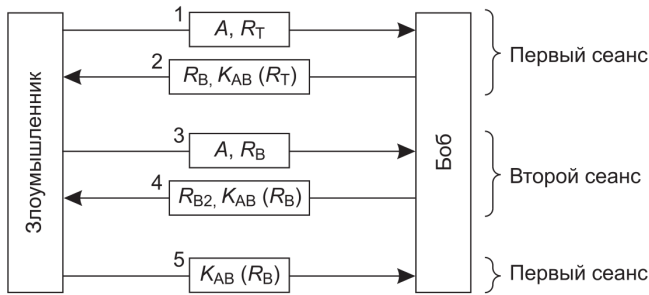 1
A, R_T
Первый сеанс
2
R_B, K_AB (R_T)
Злоумышленник
Боб
3
A, R_B
Второй сеанс
4
R_B2, K_AB (R_B)
5
K_AB (R_B)
Первый сеанс